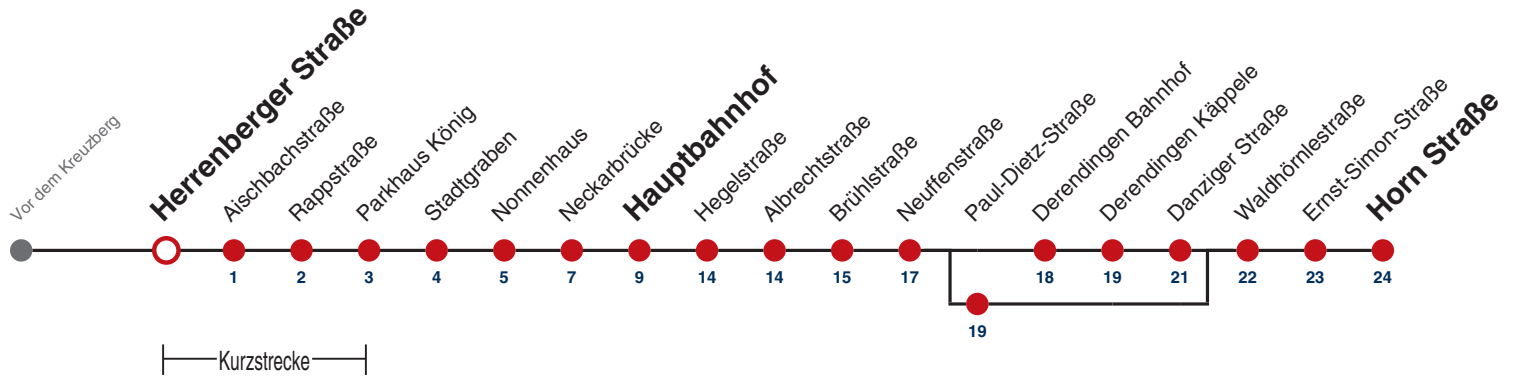 Vor dem Kreuzberg
Herrenberger Straße
Aischbachstraße
Rappstraße
Parkhaus König
Stadtgraben
Nonnenhaus
Neckarbrücke
Hauptbahnhof
Hegelstraße
Albrechtstraße
Brühlstraße
Neuffenstraße
Paul-Dietz-Straße
Derendingen Bahnhof
Derendingen Käppele
Danziger Straße
Waldhörnlestraße
Ernst-Simon-Straße
Horn Straße
1 2 3 4 5 7 9 14 14 15 17 18 19 21 22 23 24
19
Kurzstrecke